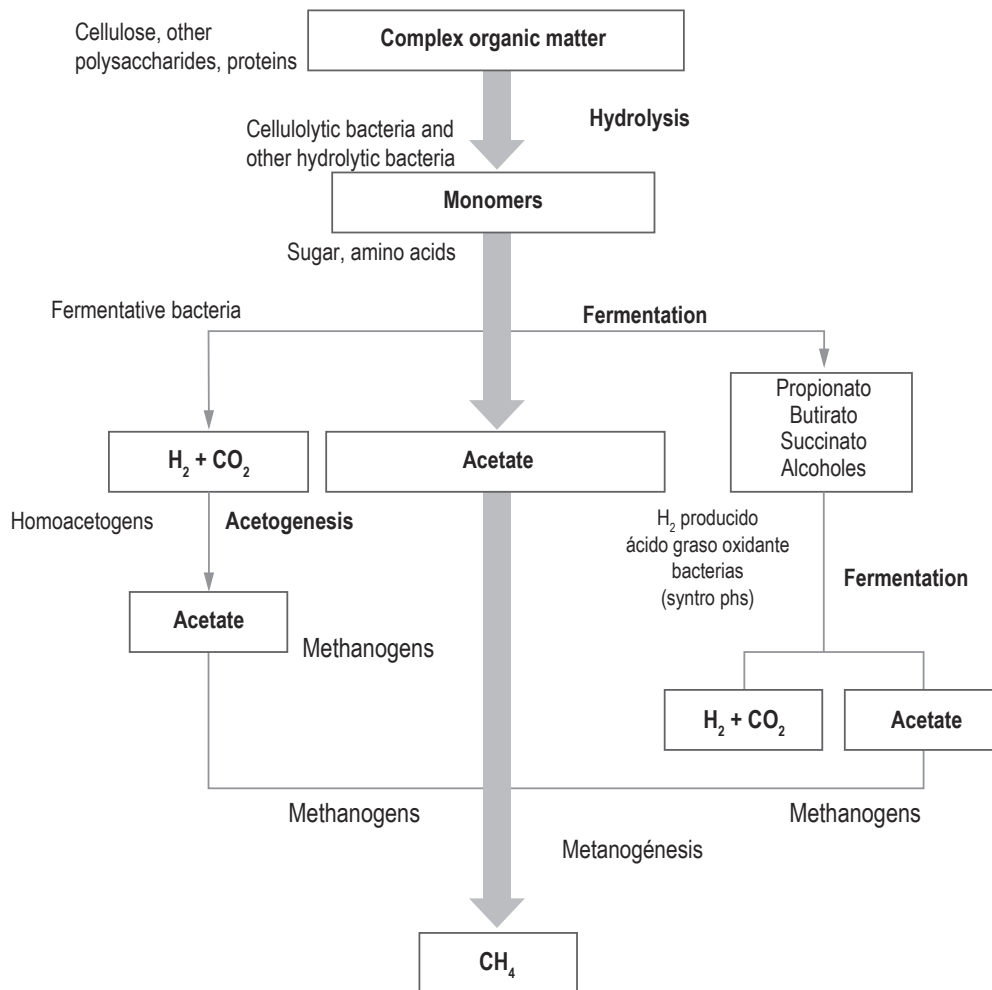 Cellulose, other
polysaccharides, proteins
Complex organic matter
Hydrolysis
Cellulolytic bacteria and
other hydrolytic bacteria
Monomers
Sugar, amino acids
Fermentative bacteria
Fermentation
Propionato
Butirato
Succinato
Alcoholes
H₂ + CO₂
Acetate
Homoacetogens
Acetogenesis
H₂ producido
ácido graso oxidante
bacterias
(syntro phs)
Fermentation
Acetate
Methanogens
H₂ + CO₂
Acetate
Methanogens
Methanogens
Metanogénesis
CH₄